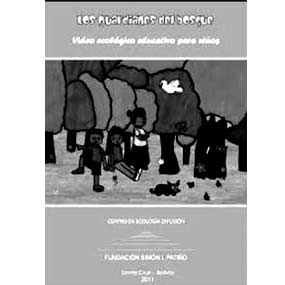 Los guardianes del bosque
Video ecológico educativo para niños
CENTRO DE ECOLOGÍA DIFUSIÓN
FUNDACIÓN SIMÓN I. PATIÑO
Santa Cruz - Bolivia
2011